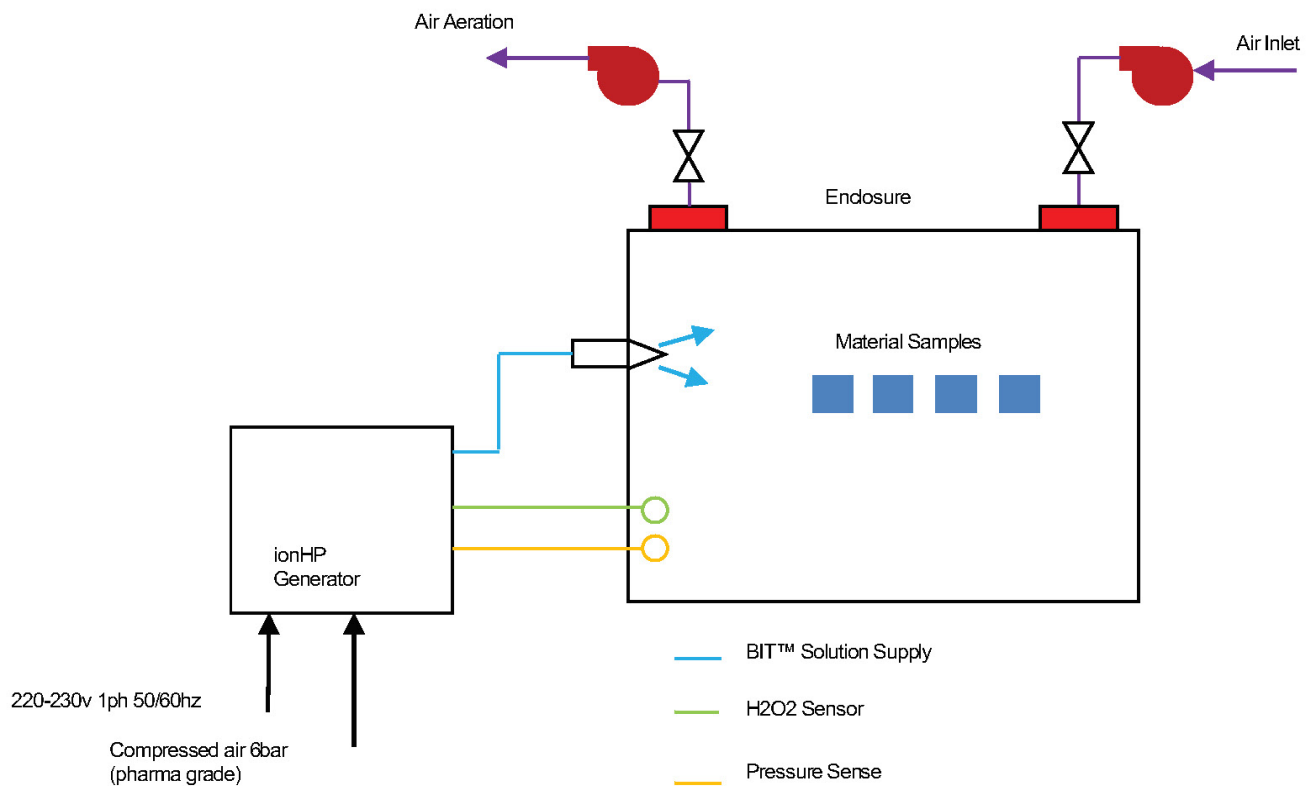 Air Aeration
Air Inlet
Endosure
Material Samples
ionHP
Generator
BIT™ Solution Supply
220-230v 1ph 50/60hz
H2O2 Sensor
Compressed air 6bar
(pharma grade)
Pressure Sense